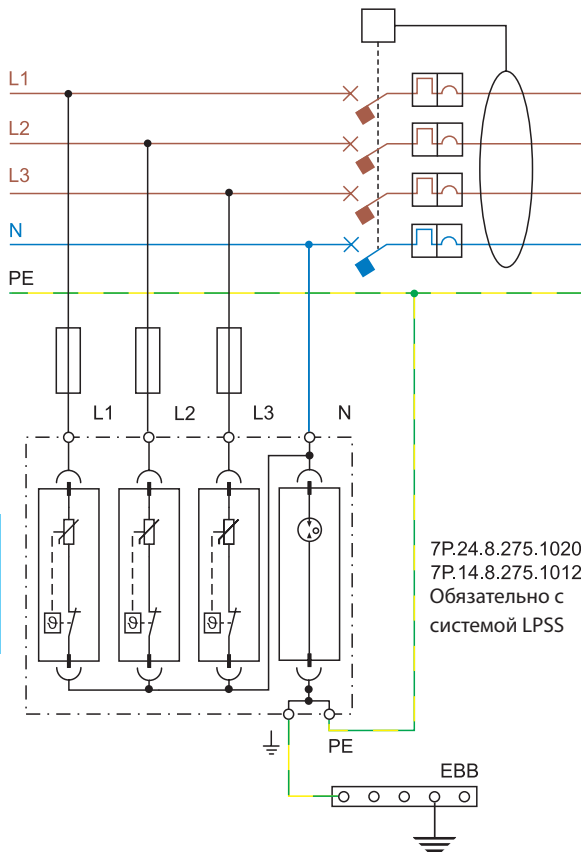 L1
L2
L3
N
PE
L1 L2 L3 N
ϑ ϑ ϑ
7P.24.8.275.1020
7P.14.8.275.1012
Обязательно с
системой LPSS
PE
EBB